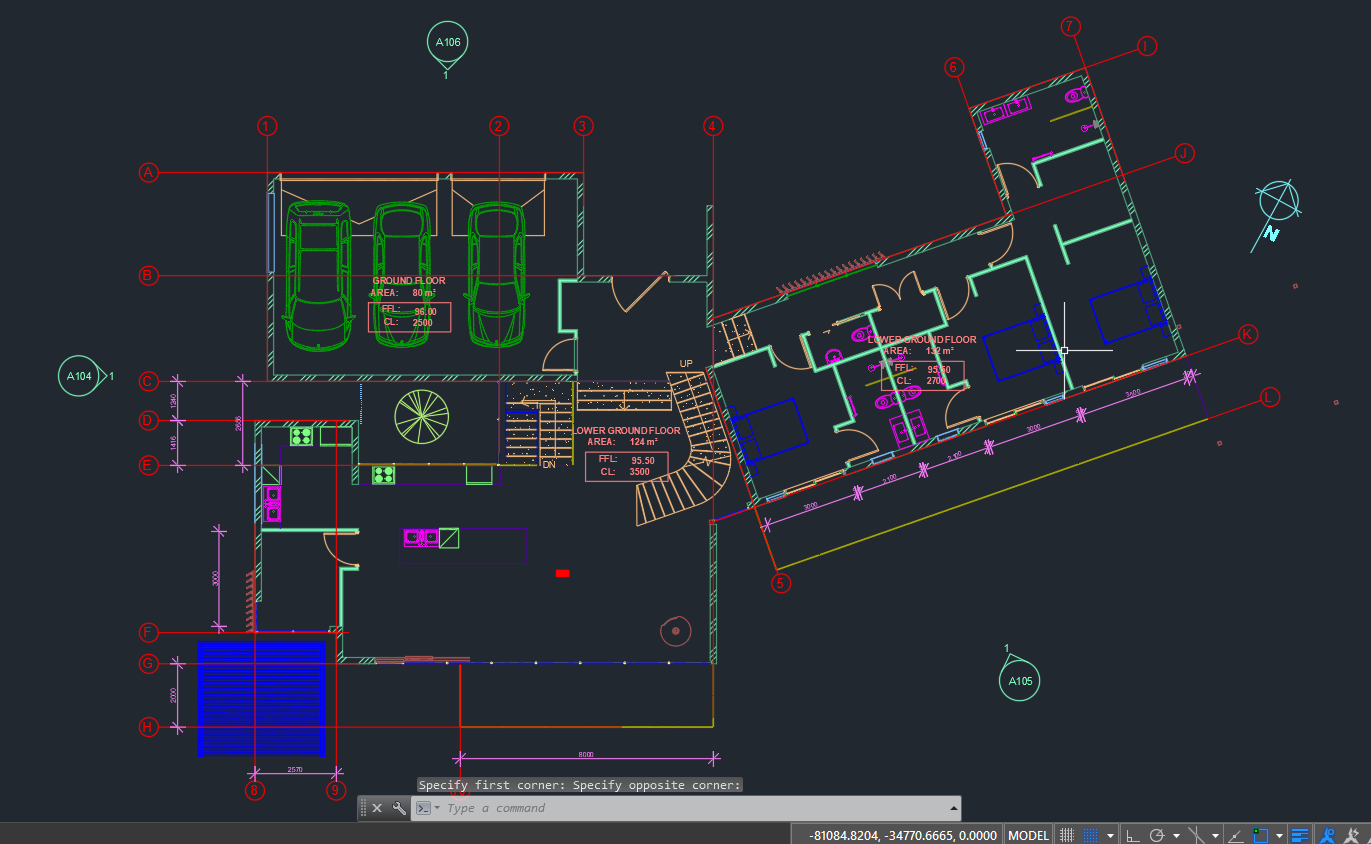 A106
1
7
I
6
1
2
3
4
A
J
N
B
GROUND FLOOR
AREA: 80 m²
FFL: 96.00
CL: 2500
LOWER GROUND FLOOR
AREA: 132 m²
FFL: 95.50
CL: 2700
K
A104
1
UP
C
L
D
E
LOWER GROUND FLOOR
AREA: 124 m²
FFL: 95.50
CL: 3500
DN
3000
2100
2100
3000
3600
1416
3000
5
F
G
H
2000
1
A105
8000
2570
8
9
Specify first corner: Specify opposite corner:
Type a command
-81084.8204, -34770.6665, 0.0000
MODEL